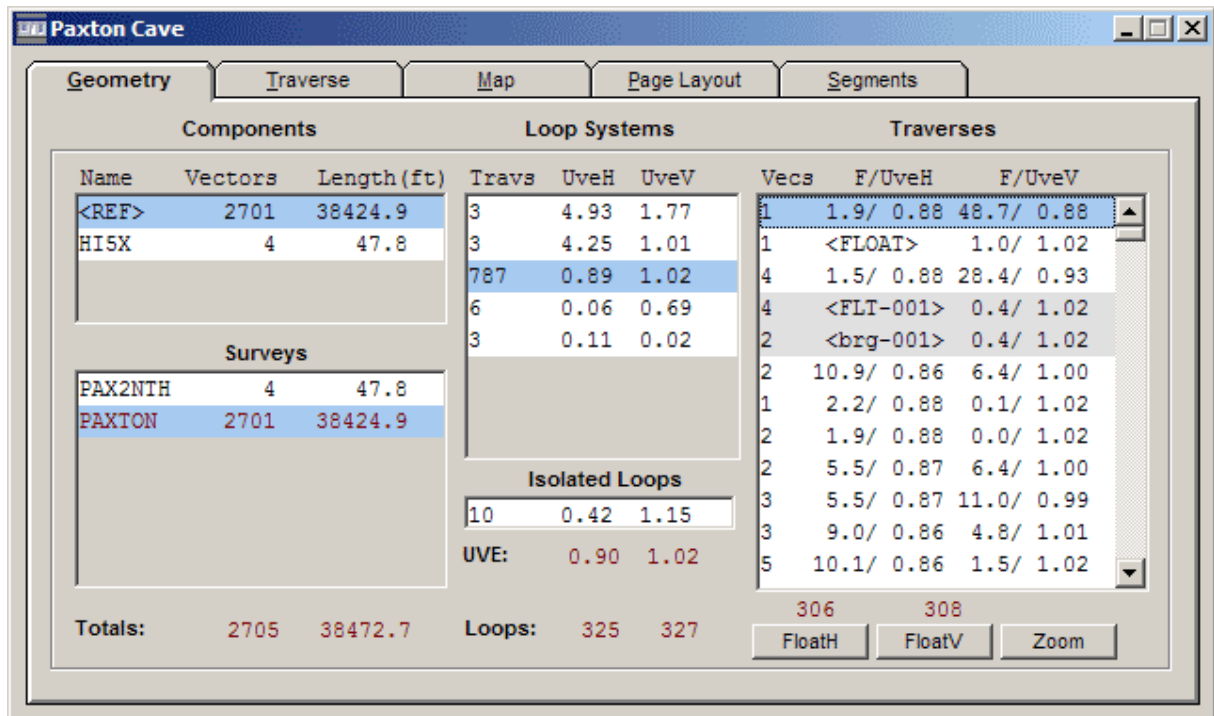 Paxton Cave
Geometry Traverse Map Page Layout Segments
Components Loop Systems Traverses
Name Vectors Length(ft)
<REF> 2701 38424.9
HI5X 4 47.8
Surveys
PAX2NTH 4 47.8
PAXTON 2701 38424.9
Totals: 2705 38472.7
Travs UveH UveV
3 4.93 1.77
3 4.25 1.01
787 0.89 1.02
6 0.06 0.69
3 0.11 0.02
Isolated Loops
10 0.42 1.15
UVE: 0.90 1.02
Loops: 325 327
Vecs F/UveH F/UveV
1 1.9/ 0.88 48.7/ 0.88
1 <FLOAT> 1.0/ 1.02
4 1.5/ 0.88 28.4/ 0.93
4 <FLT-001> 0.4/ 1.02
2 <brg-001> 0.4/ 1.02
2 10.9/ 0.86 6.4/ 1.00
1 2.2/ 0.88 0.1/ 1.02
2 1.9/ 0.88 0.0/ 1.02
2 5.5/ 0.87 6.4/ 1.00
3 5.5/ 0.87 11.0/ 0.99
3 9.0/ 0.86 4.8/ 1.01
5 10.1/ 0.86 1.5/ 1.02
306 308
FloatH FloatV Zoom